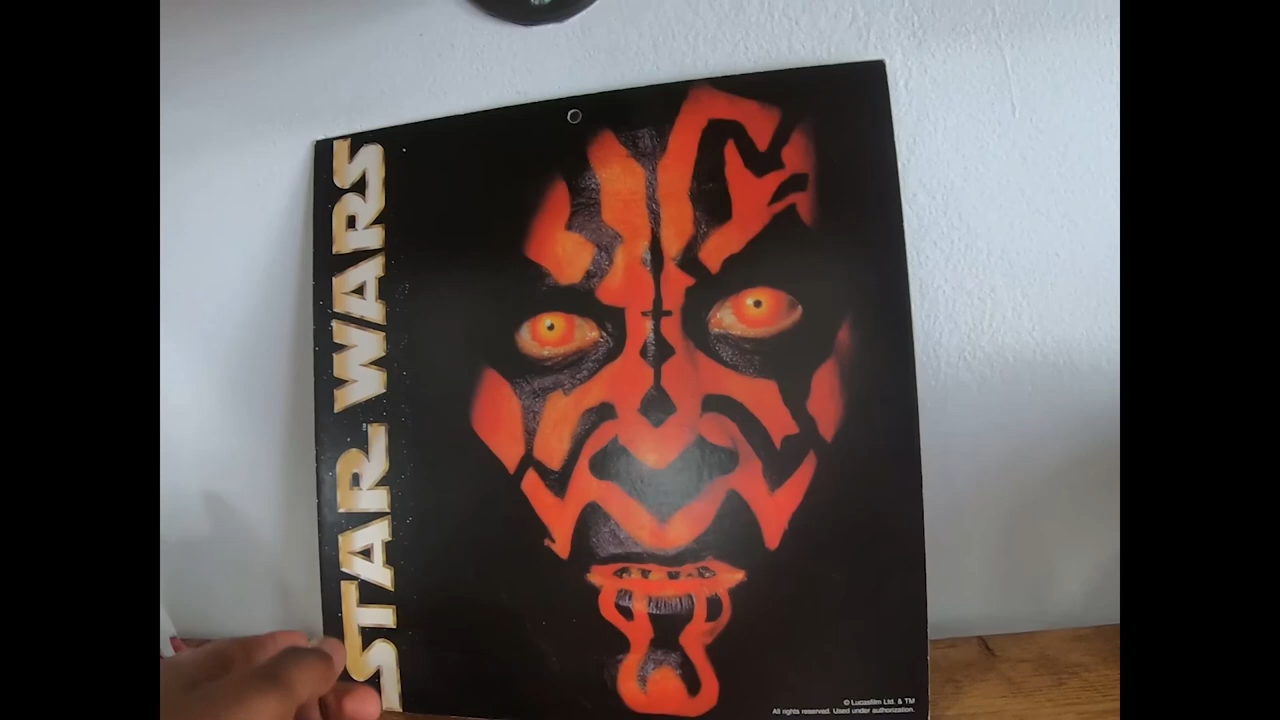 STAR WARS
© Lucasfilm Ltd. & TM
All rights reserved. Used under authorization.